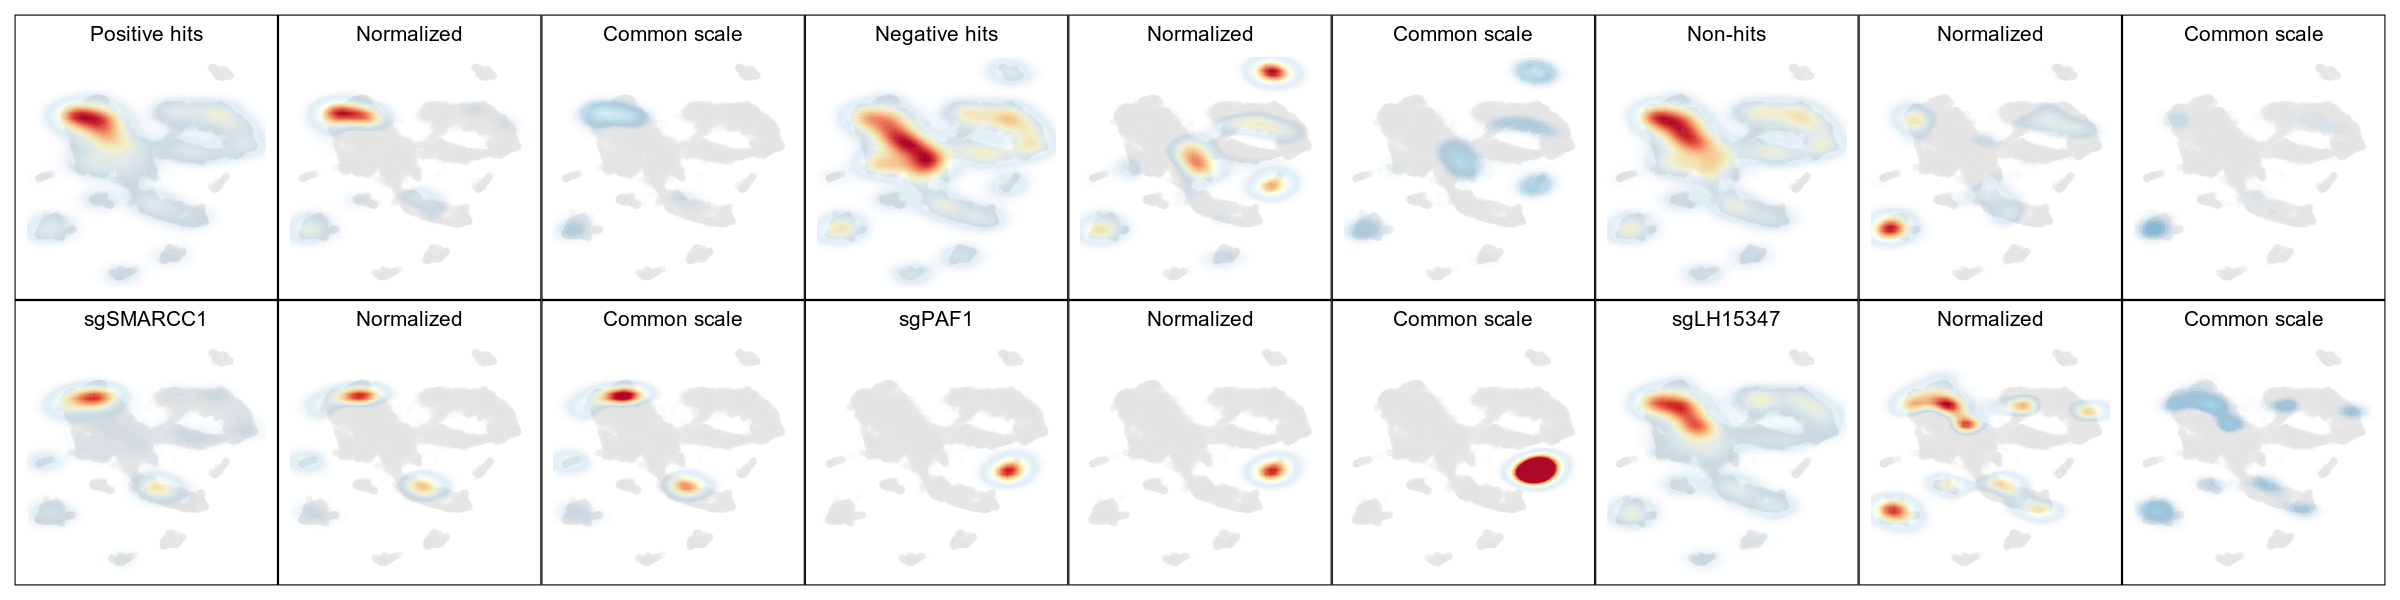 Positive hits
Normalized
Common scale
Negative hits
Normalized
Common scale
Non-hits
Normalized
Common scale
sgSMARCC1
Normalized
Common scale
sgPAF1
Normalized
Common scale
sgLH15347
Normalized
Common scale